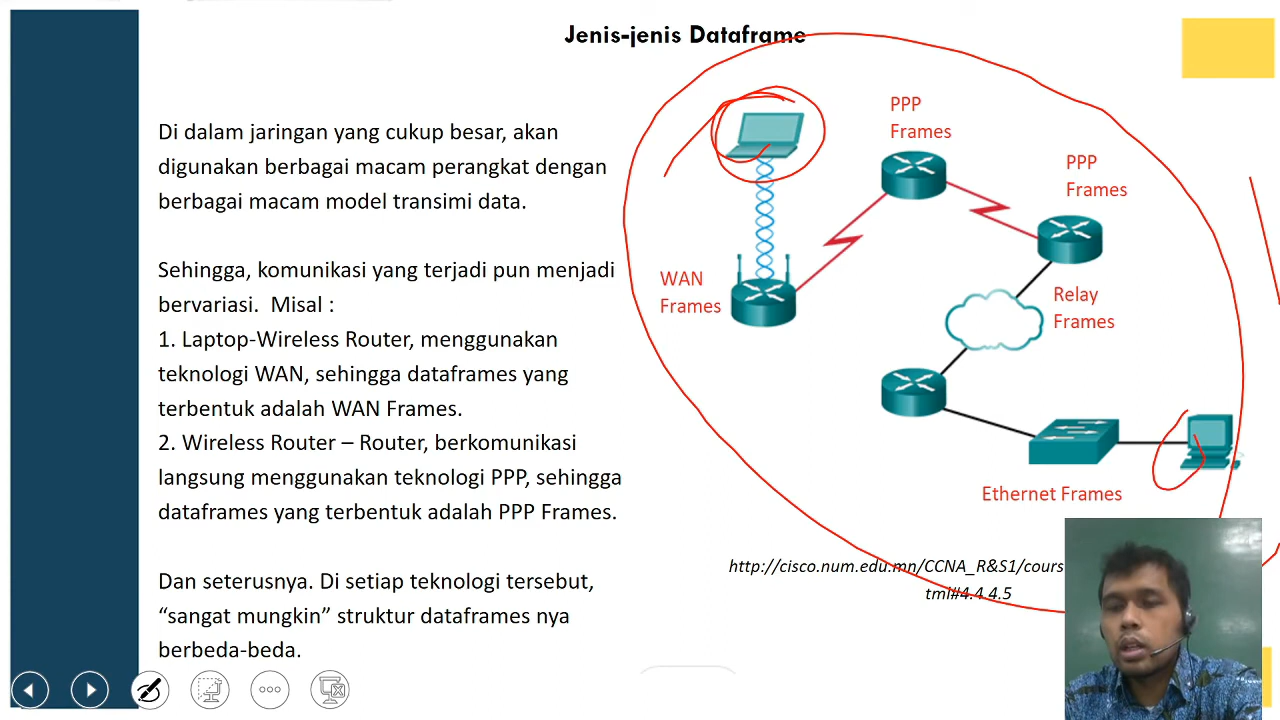 Jenis-jenis Dataframe
Di dalam jaringan yang cukup besar, akan
digunakan berbagai macam perangkat dengan
berbagai macam model transimi data.
Sehingga, komunikasi yang terjadi pun menjadi
bervariasi. Misal :
1. Laptop-Wireless Router, menggunakan
teknologi WAN, sehingga dataframes yang
terbentuk adalah WAN Frames.
2. Wireless Router – Router, berkomunikasi
langsung menggunakan teknologi PPP, sehingga
dataframes yang terbentuk adalah PPP Frames.
Dan seterusnya. Di setiap teknologi tersebut,
“sangat mungkin” struktur dataframes nya
berbeda-beda.
PPP
Frames
PPP
Frames
WAN
Frames
Relay
Frames
Ethernet Frames
http://cisco.num.edu.mn/CCNA_R&S1/cours
tml#4.4.4.5